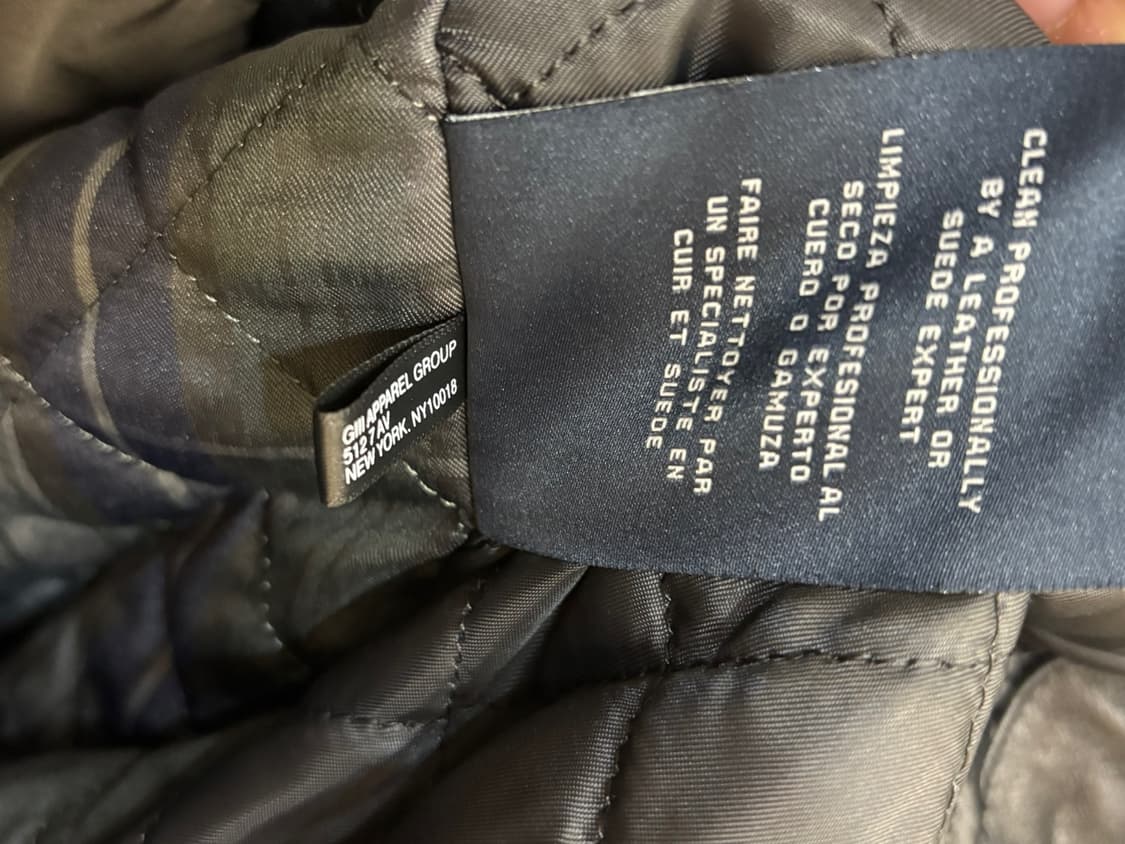 CLEAN PROFESSIONALLY
BY A LEATHER OR
SUEDE EXPERT
LIMPIEZA PROFESIONAL AL
SECO POR EXPERTO
CUERO O GAMUZA
FAIRE NETTOYER PAR
UN SPECIALISTE EN
CUIR ET SUEDE
GIII APPAREL GROUP
512 7 AV
NEW YORK. NY10018